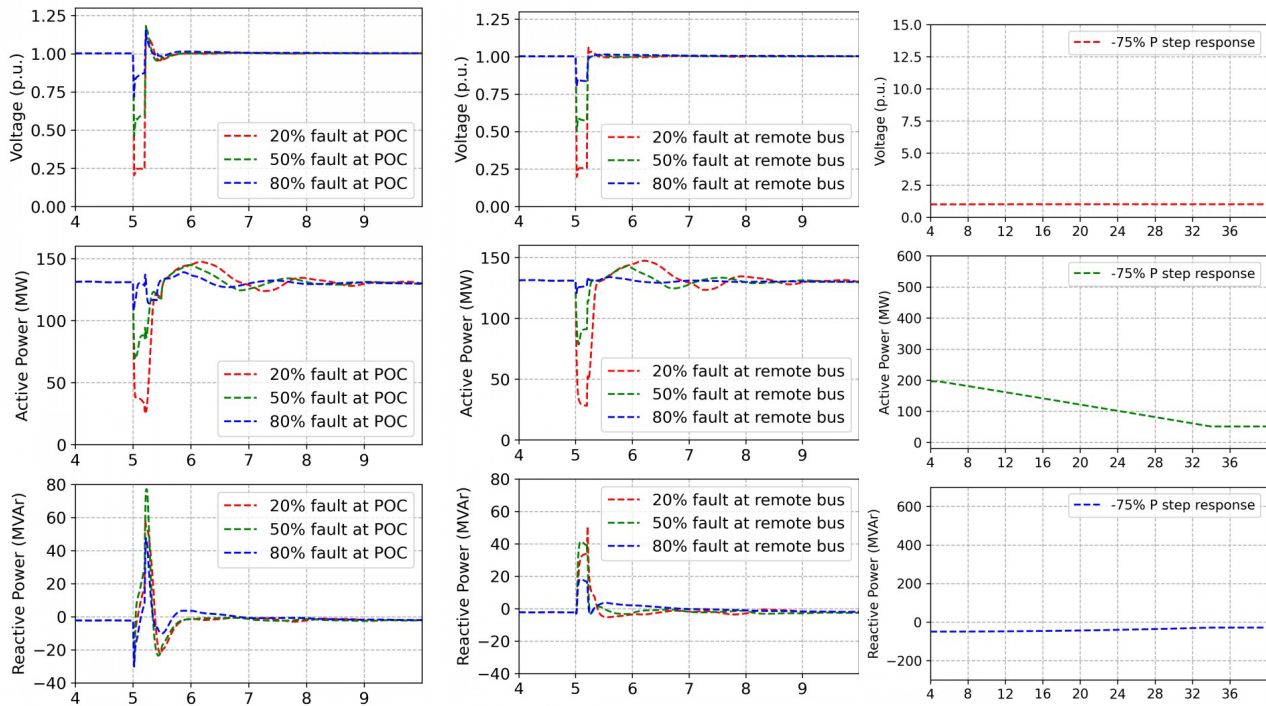 1.25
1.00
0.75
0.50
0.25
0.00
Voltage (p.u.)
20% fault at POC
50% fault at POC
80% fault at POC
4 5 6 7 8 9
1.25
1.00
0.75
0.50
0.25
0.00
Voltage (p.u.)
20% fault at remote bus
50% fault at remote bus
80% fault at remote bus
4 5 6 7 8 9
15.0
12.5
10.0
7.5
5.0
2.5
0.0
Voltage (p.u.)
-75% P step response
4 8 12 16 20 24 28 32 36
150
100
50
0
Active Power (MW)
20% fault at POC
50% fault at POC
80% fault at POC
4 5 6 7 8 9
150
100
50
0
Active Power (MW)
20% fault at remote bus
50% fault at remote bus
80% fault at remote bus
4 5 6 7 8 9
600
500
400
300
200
100
0
Active Power (MW)
-75% P step response
4 8 12 16 20 24 28 32 36
80
60
40
20
0
−20
−40
Reactive Power (MVAr)
20% fault at POC
50% fault at POC
80% fault at POC
4 5 6 7 8 9
80
60
40
20
0
−20
−40
Reactive Power (MVAr)
20% fault at remote bus
50% fault at remote bus
80% fault at remote bus
4 5 6 7 8 9
600
400
200
0
−200
Reactive Power (MVAr)
-75% P step response
4 8 12 16 20 24 28 32 36